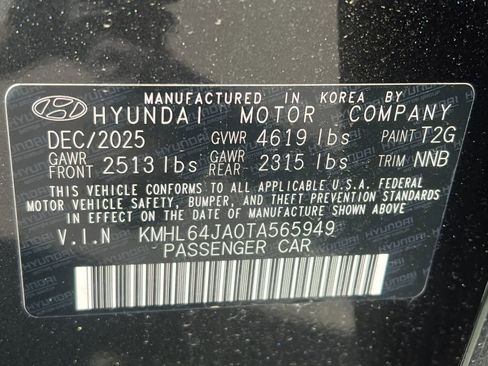 MANUFACTURED IN KOREA BY
HYUNDAI MOTOR COMPANY
DEC/2025 GVWR 4619 lbs PAINT T2G
GAWR FRONT 2513 lbs GAWR REAR 2315 lbs TRIM NNB
THIS VEHICLE CONFORMS TO ALL APPLICABLE U.S.A. FEDERAL
MOTOR VEHICLE SAFETY, BUMPER, AND THEFT PREVENTION
STANDARDS IN EFFECT ON THE DATE OF MANUFACTURE SHOWN ABOVE.
V.I.N KMHL64JA0TA565949
PASSENGER CAR